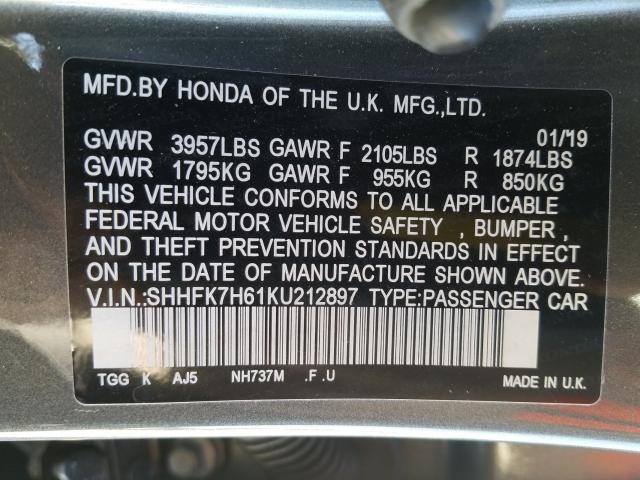 MFD.BY HONDA OF THE U.K. MFG.,LTD.
01/19
GVWR 3957LBS GAWR F 2105LBS R 1874LBS
GVWR 1795KG GAWR F 955KG R 850KG
THIS VEHICLE CONFORMS TO ALL APPLICABLE
FEDERAL MOTOR VEHICLE SAFETY , BUMPER ,
AND THEFT PREVENTION STANDARDS IN EFFECT
ON THE DATE OF MANUFACTURE SHOWN ABOVE.
V.I.N.:SHHFK7H61KU212897 TYPE:PASSENGER CAR
TGG K AJ5 NH737M .F .U MADE IN U.K.